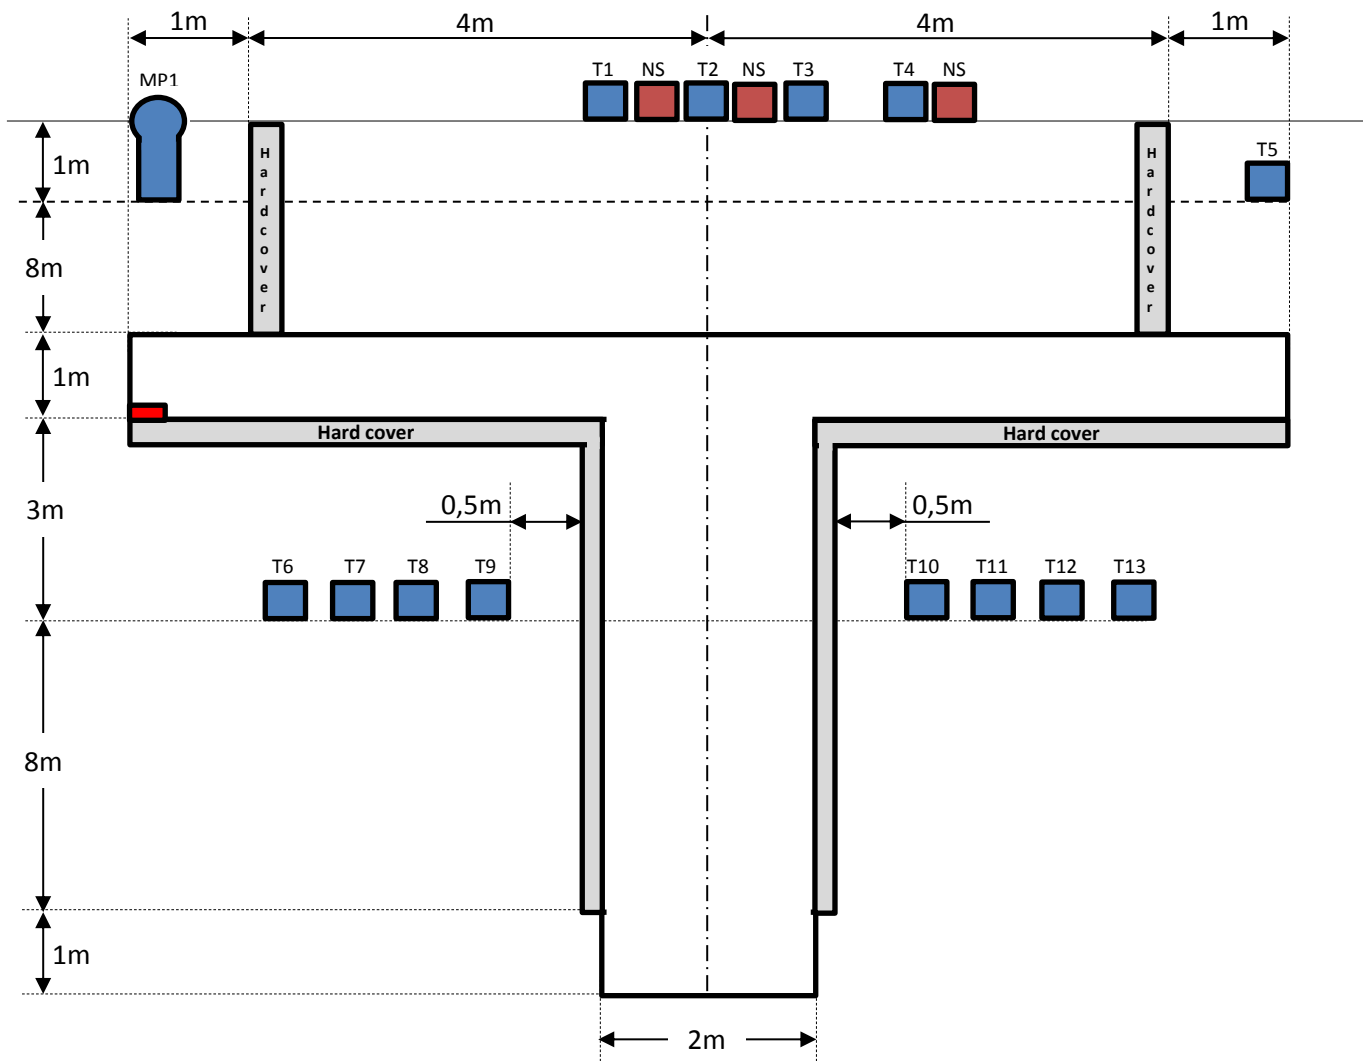 1m
4m
4m
1m
MP1
T1
NS
T2
NS
T3
T4
NS
1m
Hardcover
Hardcover
T5
8m
1m
Hard cover
Hard cover
3m
0,5m
0,5m
T6
T7
T8
T9
T10
T11
T12
T13
8m
1m
2m